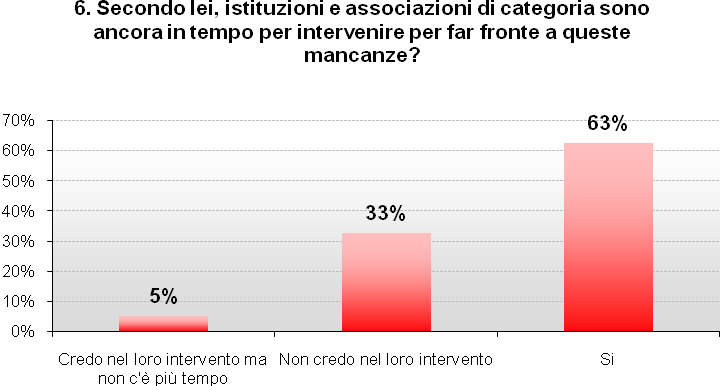 6. Secondo lei, istituzioni e associazioni di categoria sono
ancora in tempo per intervenire per far fronte a queste
mancanze?
70%
60%
50%
40%
30%
20%
10%
0%
5%
33%
63%
Credo nel loro intervento ma
non c'è più tempo
Non credo nel loro intervento
Si